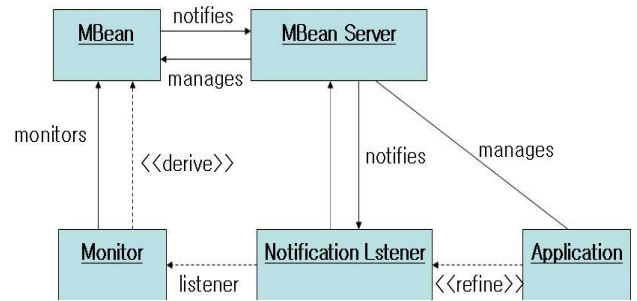 notifies
MBean
MBean Server
manages
monitors
<<derive>>
notifies
manages
Monitor
Notification Lstener
Application
listener
<<refine>>